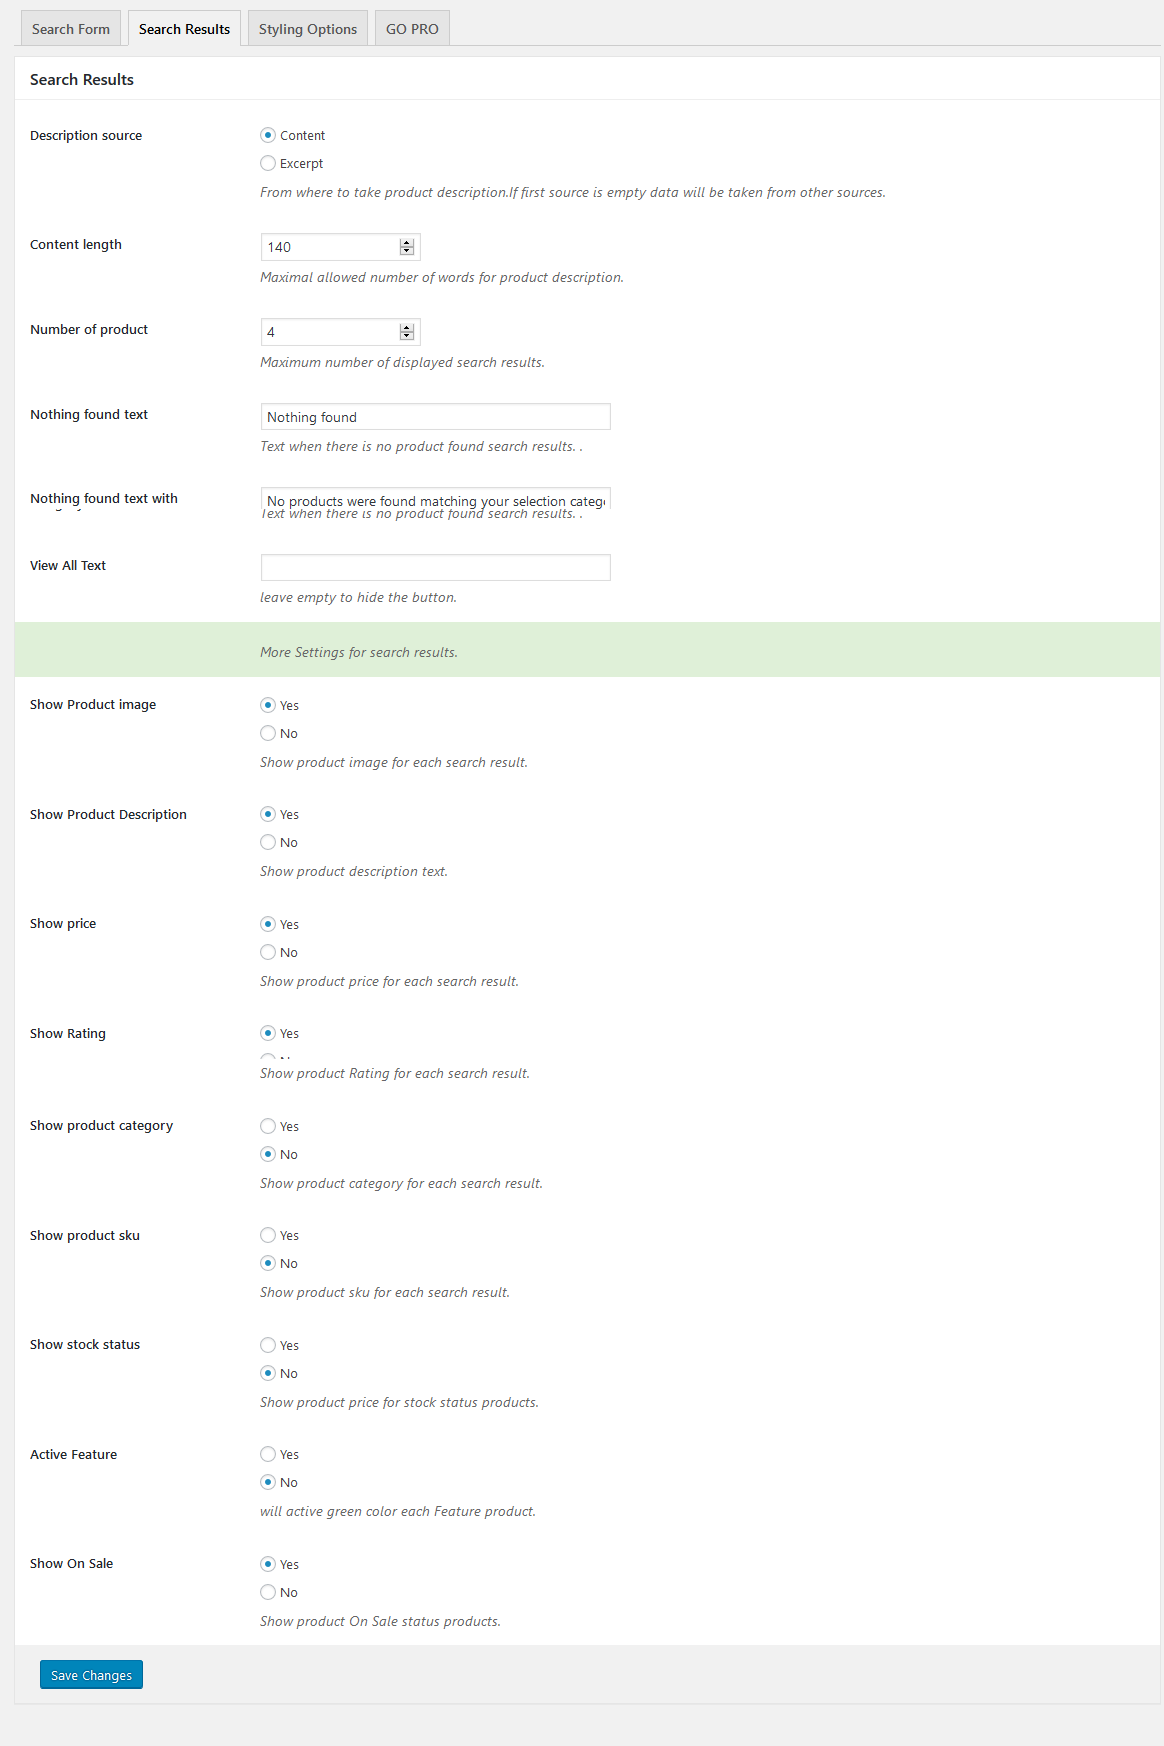 Search Form
Search Results
Styling Options
GO PRO
Search Results
Description source
Content
Excerpt
From where to take product description.If first source is empty data will be taken from other sources.
Content length
140
Maximal allowed number of words for product description.
Number of product
4
Maximum number of displayed search results.
Nothing found text
Nothing found
Text when there is no product found search results. .
Nothing found text with
No products were found matching your selection catego
Text when there is no product found search results. .
View All Text
leave empty to hide the button.
More Settings for search results.
Show Product image
Yes
No
Show product image for each search result.
Show Product Description
Yes
No
Show product description text.
Show price
Yes
No
Show product price for each search result.
Show Rating
Yes
Show product Rating for each search result.
Show product category
Yes
No
Show product category for each search result.
Show product sku
Yes
No
Show product sku for each search result.
Show stock status
Yes
No
Show product price for stock status products.
Active Feature
Yes
No
will active green color each Feature product.
Show On Sale
Yes
No
Show product On Sale status products.
Save Changes